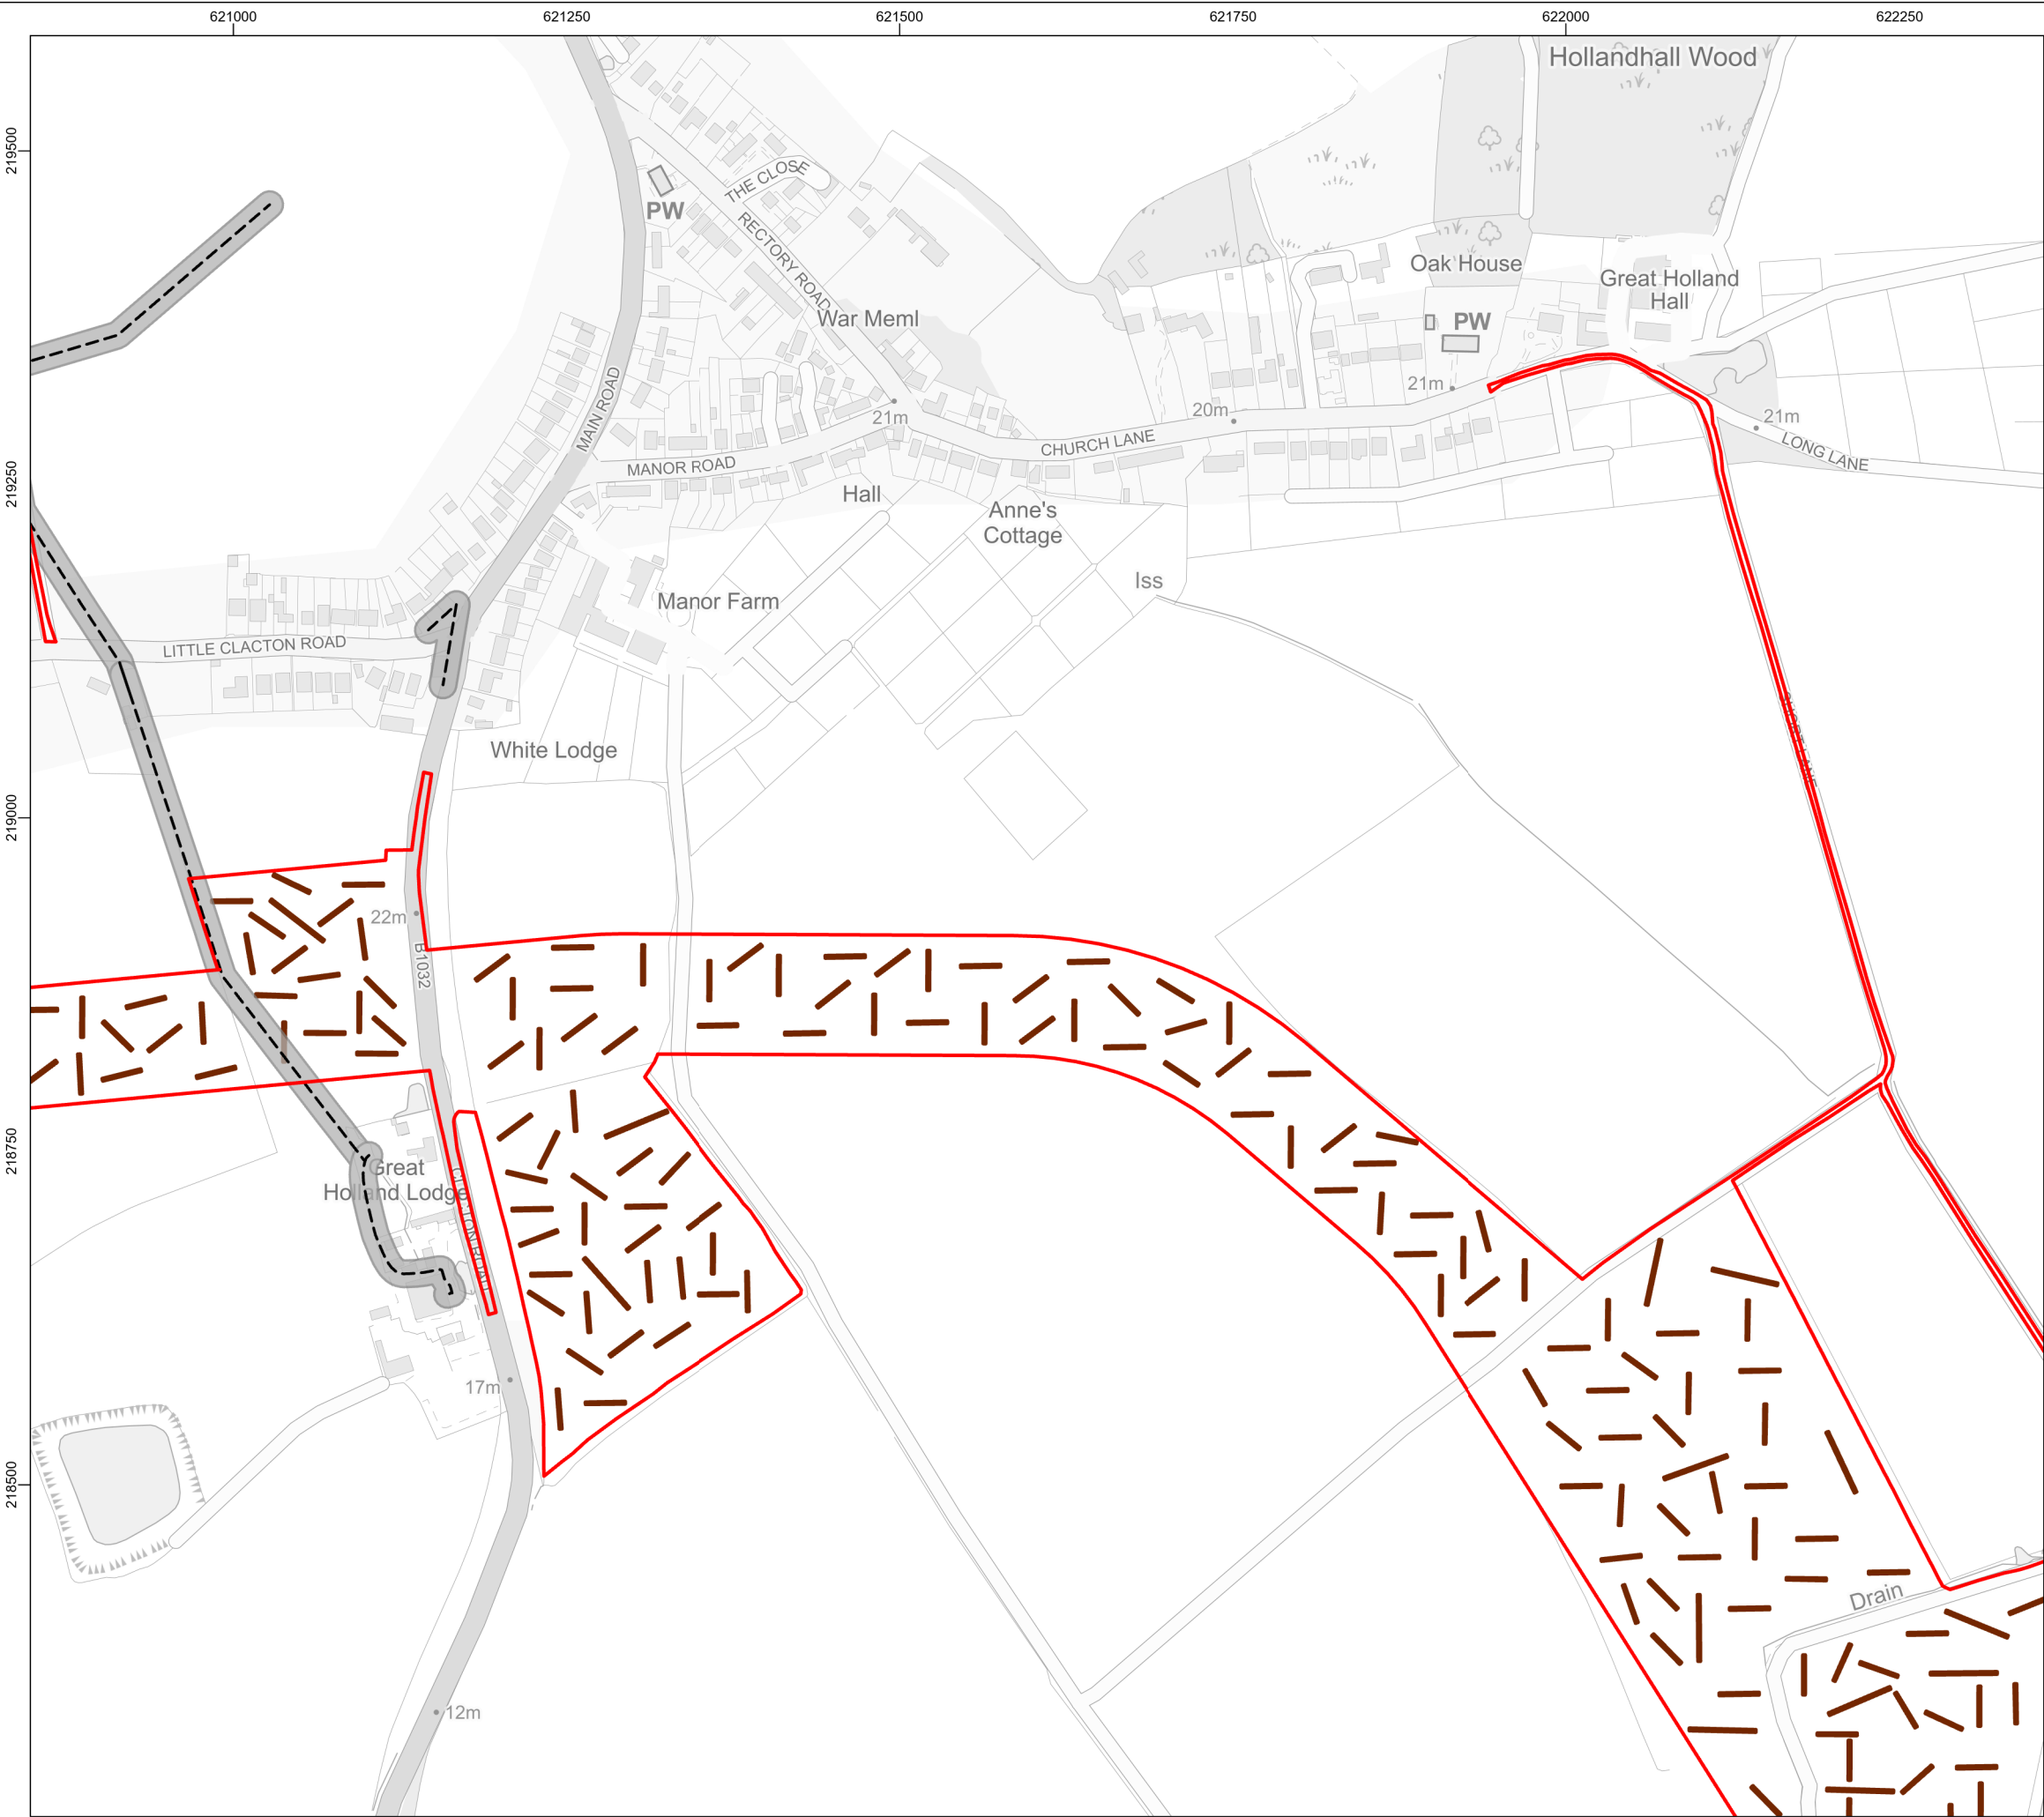 621000 621250 621500 621750 622000 622250
Hollandhall Wood
219500
THE CLOSE
PW
RECTORY ROAD
Oak House
Great Holland
Hall
War Meml
PW
MAIN ROAD
21m
21m
20m
21m
CHURCH LANE
LONG LANE
MANOR ROAD
219250
Hall
Anne's
Cottage
Iss
Manor Farm
LITTLE CLACTON ROAD
White Lodge
219000
22m
B1032
218750
Great
Holland Lodge
17m
218500
Drain
12m